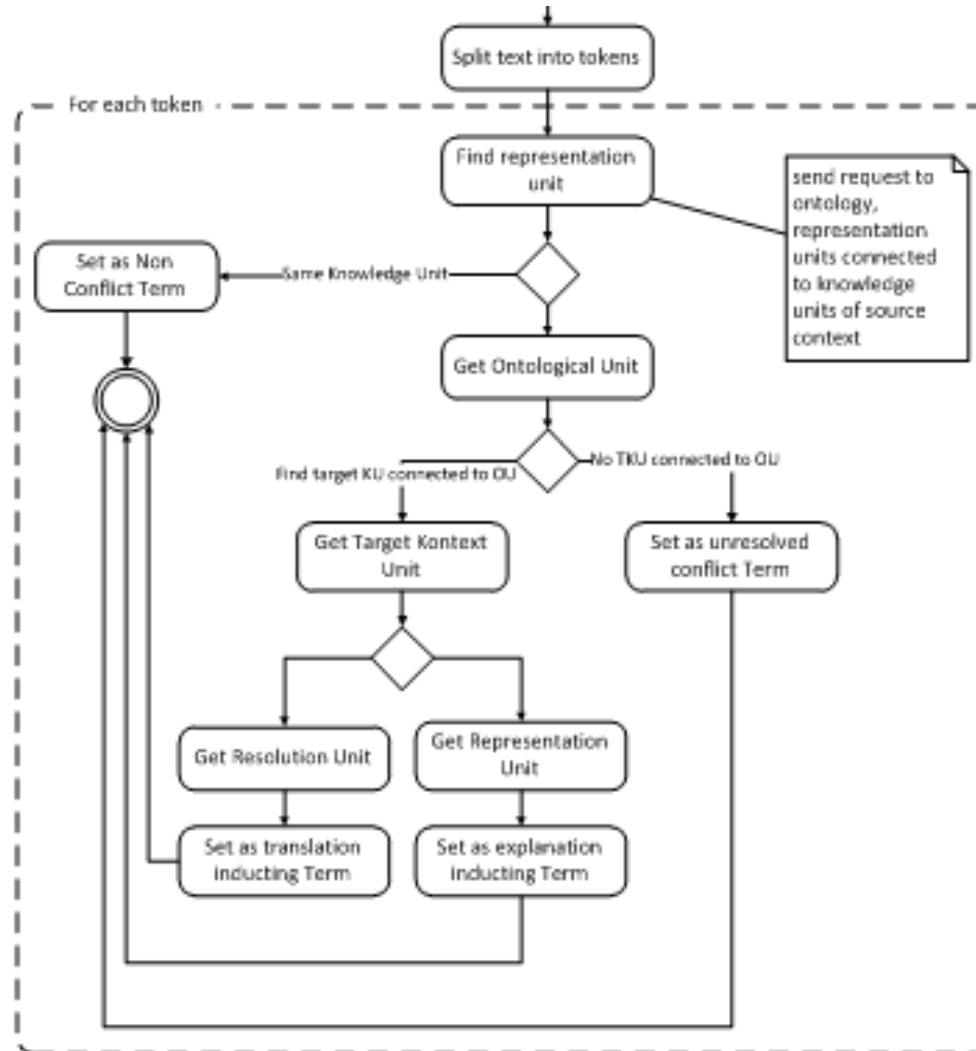 Split text into tokens
For each token
Find representation
unit
send request to
ontology,
representation
units connected
to knowledge
units of source
context
Set as Non
Conflict Term
Same Knowledge Unit
Get Ontological Unit
Find target KU connected to OU
No TKU connected to OU
Get Target Kontext
Unit
Set as unresolved
conflict Term
Get Resolution Unit
Get Representation
Unit
Set as translation
inducting Term
Set as explanation
inducting Term